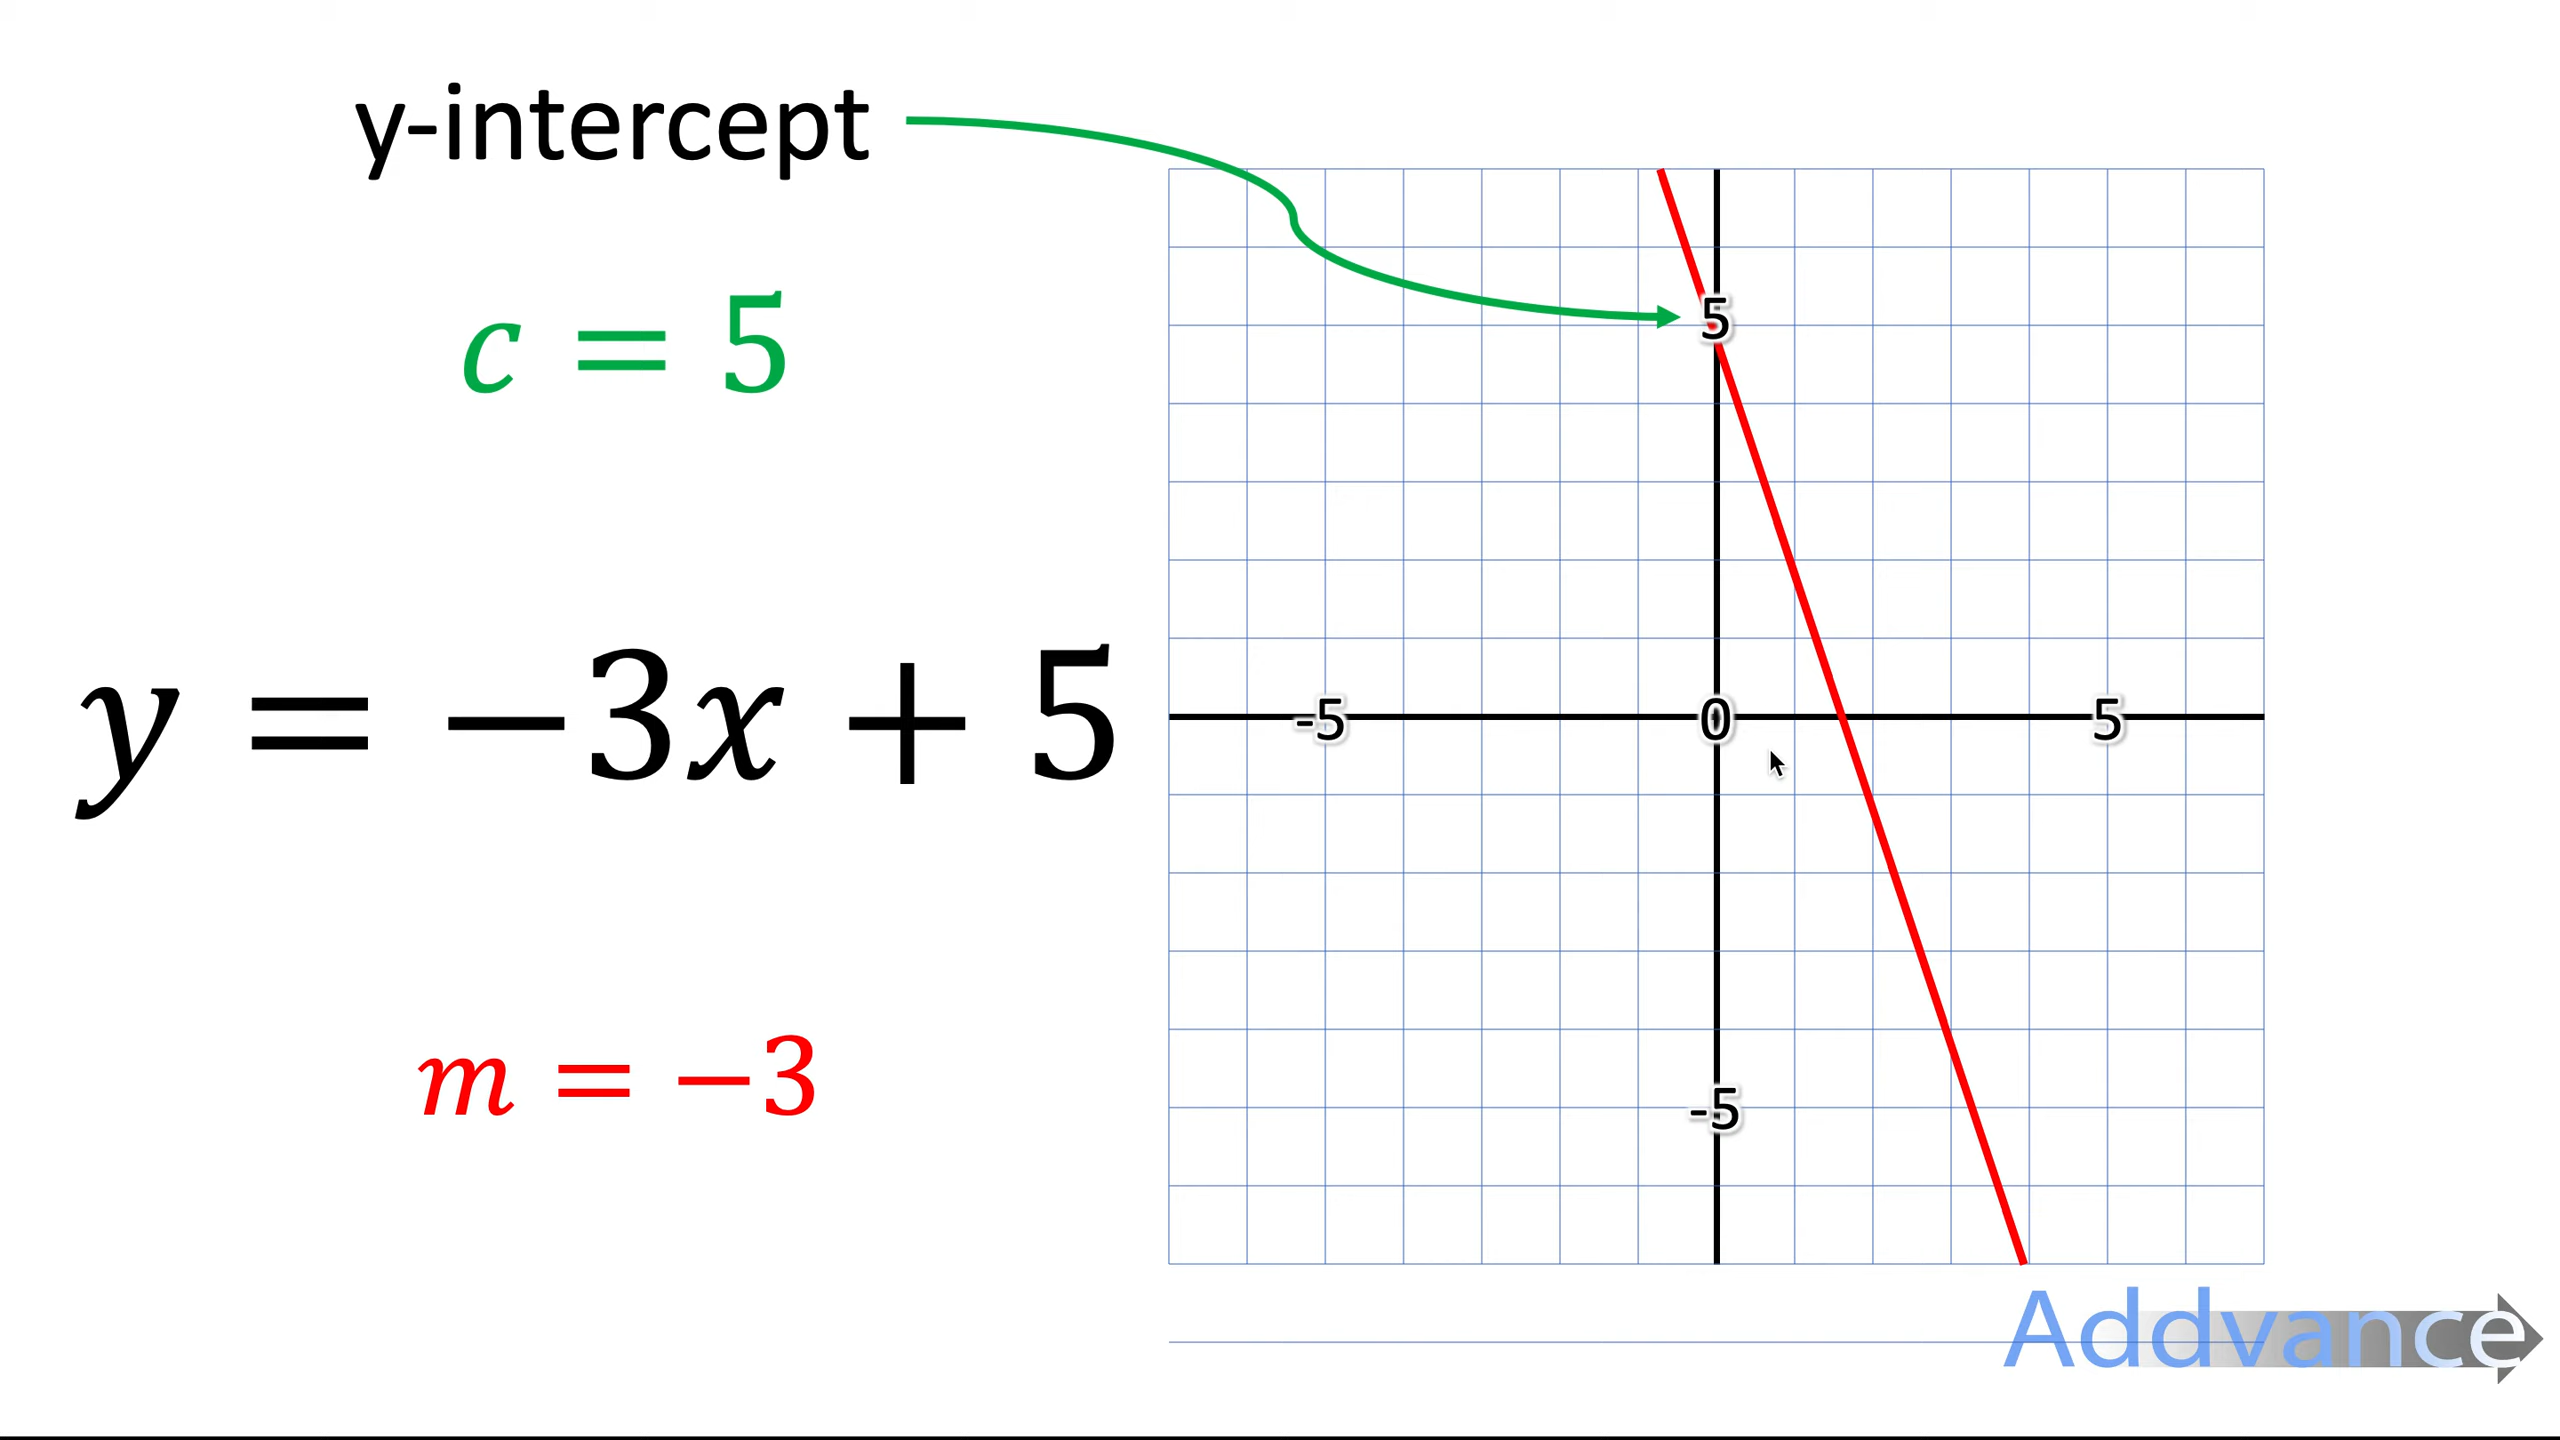 y-intercept
c = 5
y = −3x + 5
m = −3
5
-5
0
5
-5
Addvance